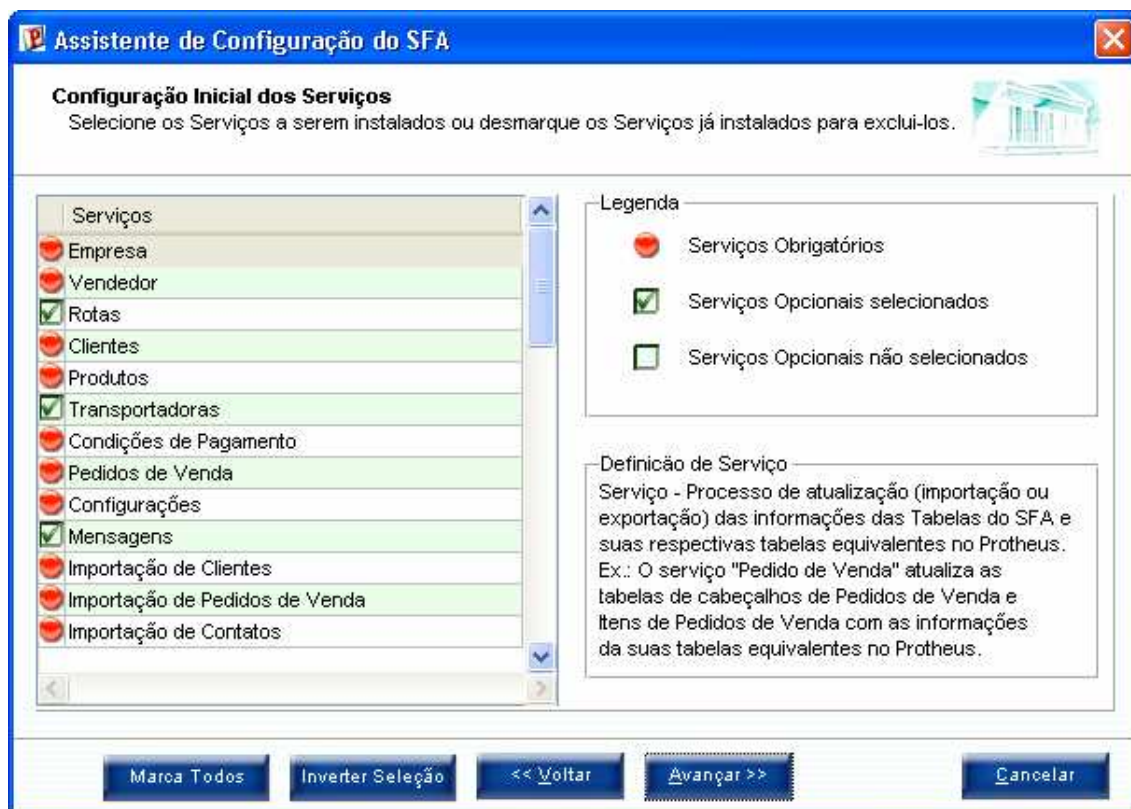 Assistente de Configuração do SFA
Configuração Inicial dos Serviços
Selecione os Serviços a serem instalados ou desmarque os Serviços já instalados para exclui-los.
Serviços
Empresa
Vendedor
Rotas
Clientes
Produtos
Transportadoras
Condições de Pagamento
Pedidos de Venda
Configurações
Mensagens
Importação de Clientes
Importação de Pedidos de Venda
Importação de Contatos
Legenda
Serviços Obrigatórios
Serviços Opcionais selecionados
Serviços Opcionais não selecionados
Definicão de Serviço
Serviço - Processo de atualização (importação ou
exportação) das informações das Tabelas do SFA e
suas respectivas tabelas equivalentes no Protheus.
Ex.: O serviço "Pedido de Venda" atualiza as
tabelas de cabeçalhos de Pedidos de Venda e
Itens de Pedidos de Venda com as informações
da suas tabelas equivalentes no Protheus.
Marca Todos
Inverter Seleção
<< Voltar
Avançar >>
Cancelar